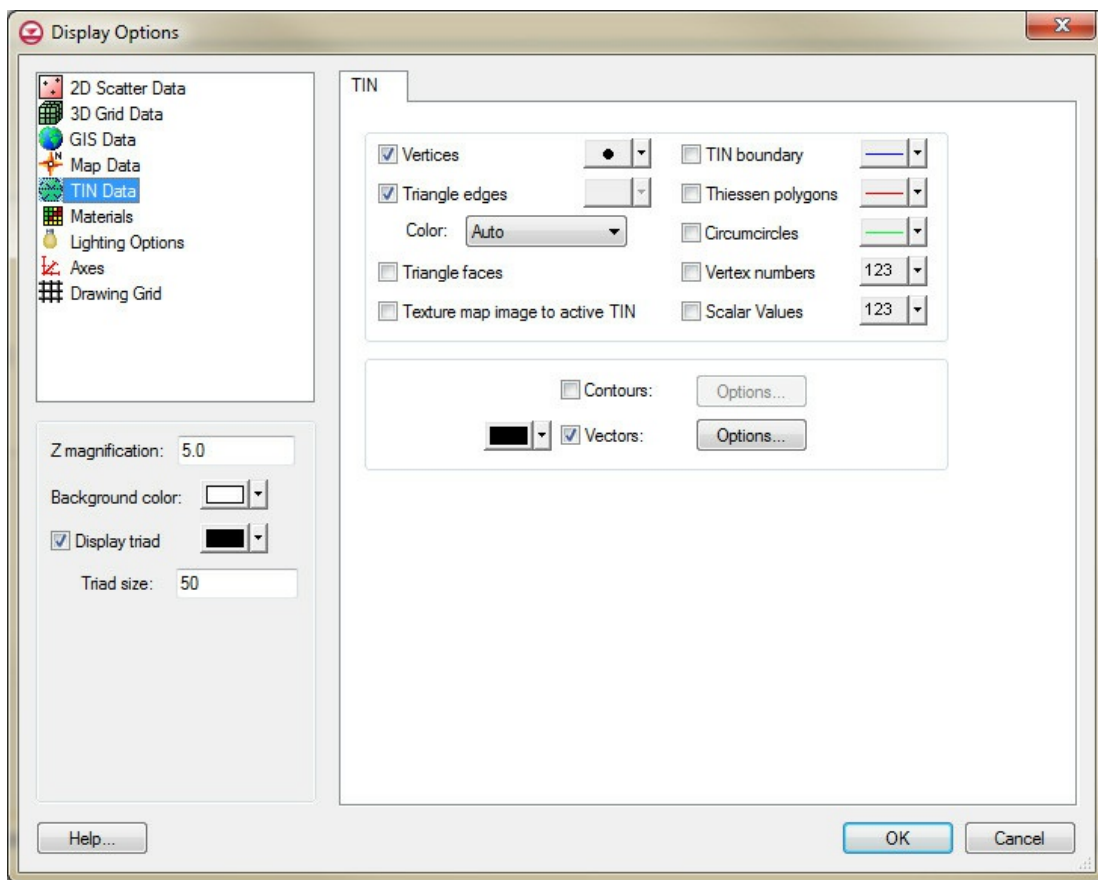 Display Options
2D Scatter Data
3D Grid Data
GIS Data
Map Data
TIN Data
Materials
Lighting Options
Axes
Drawing Grid
Z magnification: 5.0
Background color:
Display triad
Triad size: 50
TIN
Vertices
Triangle edges
Color: Auto
Triangle faces
Texture map image to active TIN
TIN boundary
Thiessen polygons
Circumcircles
Vertex numbers 123
Scalar Values 123
Contours: Options...
Vectors: Options...
Help...
OK
Cancel